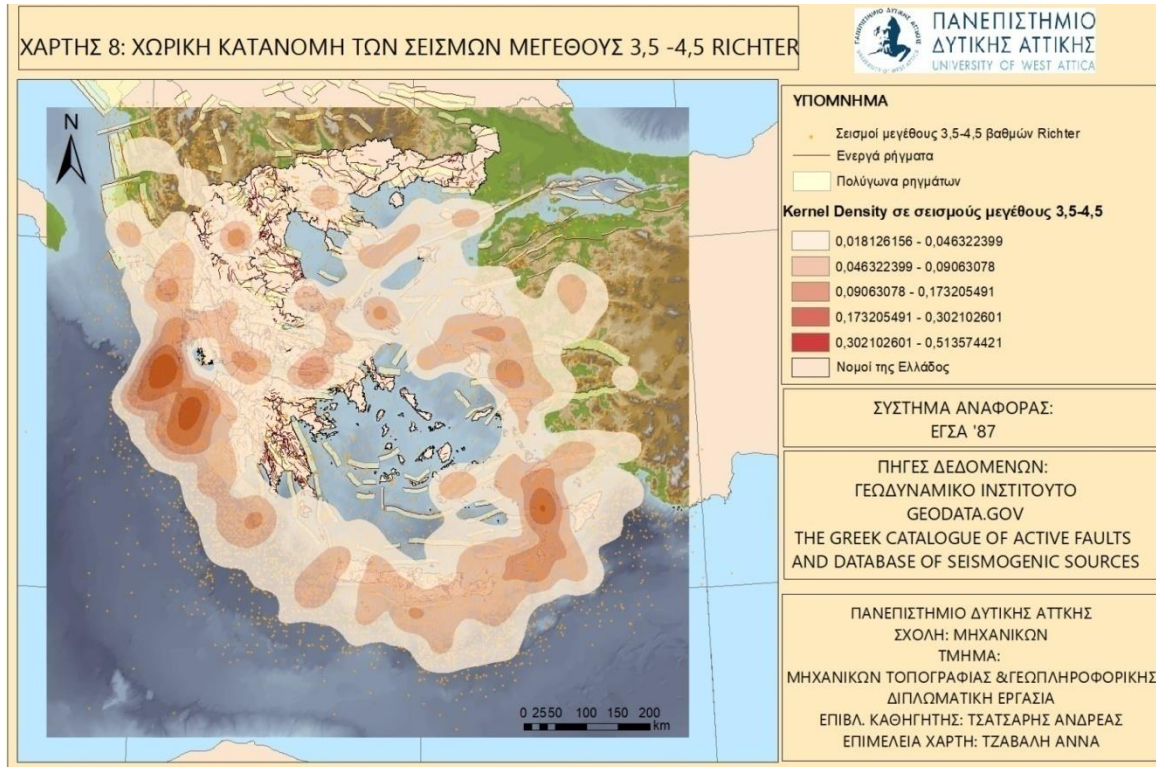 ΧΑΡΤΗΣ 8: ΧΩΡΙΚΗ ΚΑΤΑΝΟΜΗ ΤΩΝ ΣΕΙΣΜΩΝ ΜΕΓΕΘΟΥΣ 3,5 -4,5 RICHTER
ΠΑΝΕΠΙΣΤΗΜΙΟ
ΔΥΤΙΚΗΣ ΑΤΤΙΚΗΣ
UNIVERSITY OF WEST ATTICA
N
ΥΠΟΜΝΗΜΑ
Σεισμοί μεγέθους 3,5-4,5 βαθμών Richter
Ενεργά ρήγματα
Πολύγωνα ρηγμάτων
Kernel Density σε σεισμούς μεγέθους 3,5-4,5
0,018126156 - 0,046322399
0,046322399 - 0,09063078
0,09063078 - 0,173205491
0,173205491 - 0,302102601
0,302102601 - 0,513574421
Νομοί της Ελλάδος
ΣΥΣΤΗΜΑ ΑΝΑΦΟΡΑΣ:
ΕΓΣΑ '87
ΠΗΓΕΣ ΔΕΔΟΜΕΝΩΝ:
ΓΕΩΔΥΝΑΜΙΚΟ ΙΝΣΤΙΤΟΥΤΟ
GEODATA.GOV
THE GREEK CATALOGUE OF ACTIVE FAULTS
AND DATABASE OF SEISMOGENIC SOURCES
ΠΑΝΕΠΙΣΤΗΜΙΟ ΔΥΤΙΚΗΣ ΑΤΤΚΗΣ
ΣΧΟΛΗ: ΜΗΧΑΝΙΚΩΝ
ΤΜΗΜΑ:
ΜΗΧΑΝΙΚΩΝ ΤΟΠΟΓΡΑΦΙΑΣ &ΓΕΩΠΛΗΡΟΦΟΡΙΚΗΣ
ΔΙΠΛΩΜΑΤΙΚΗ ΕΡΓΑΣΙΑ
ΕΠΙΒΛ. ΚΑΘΗΓΗΤΗΣ: ΤΣΑΤΣΑΡΗΣ ΑΝΔΡΕΑΣ
ΕΠΙΜΕΛΕΙΑ ΧΑΡΤΗ: ΤΖΑΒΑΛΗ ΑΝΝΑ
0 25 50 100 150 200
km